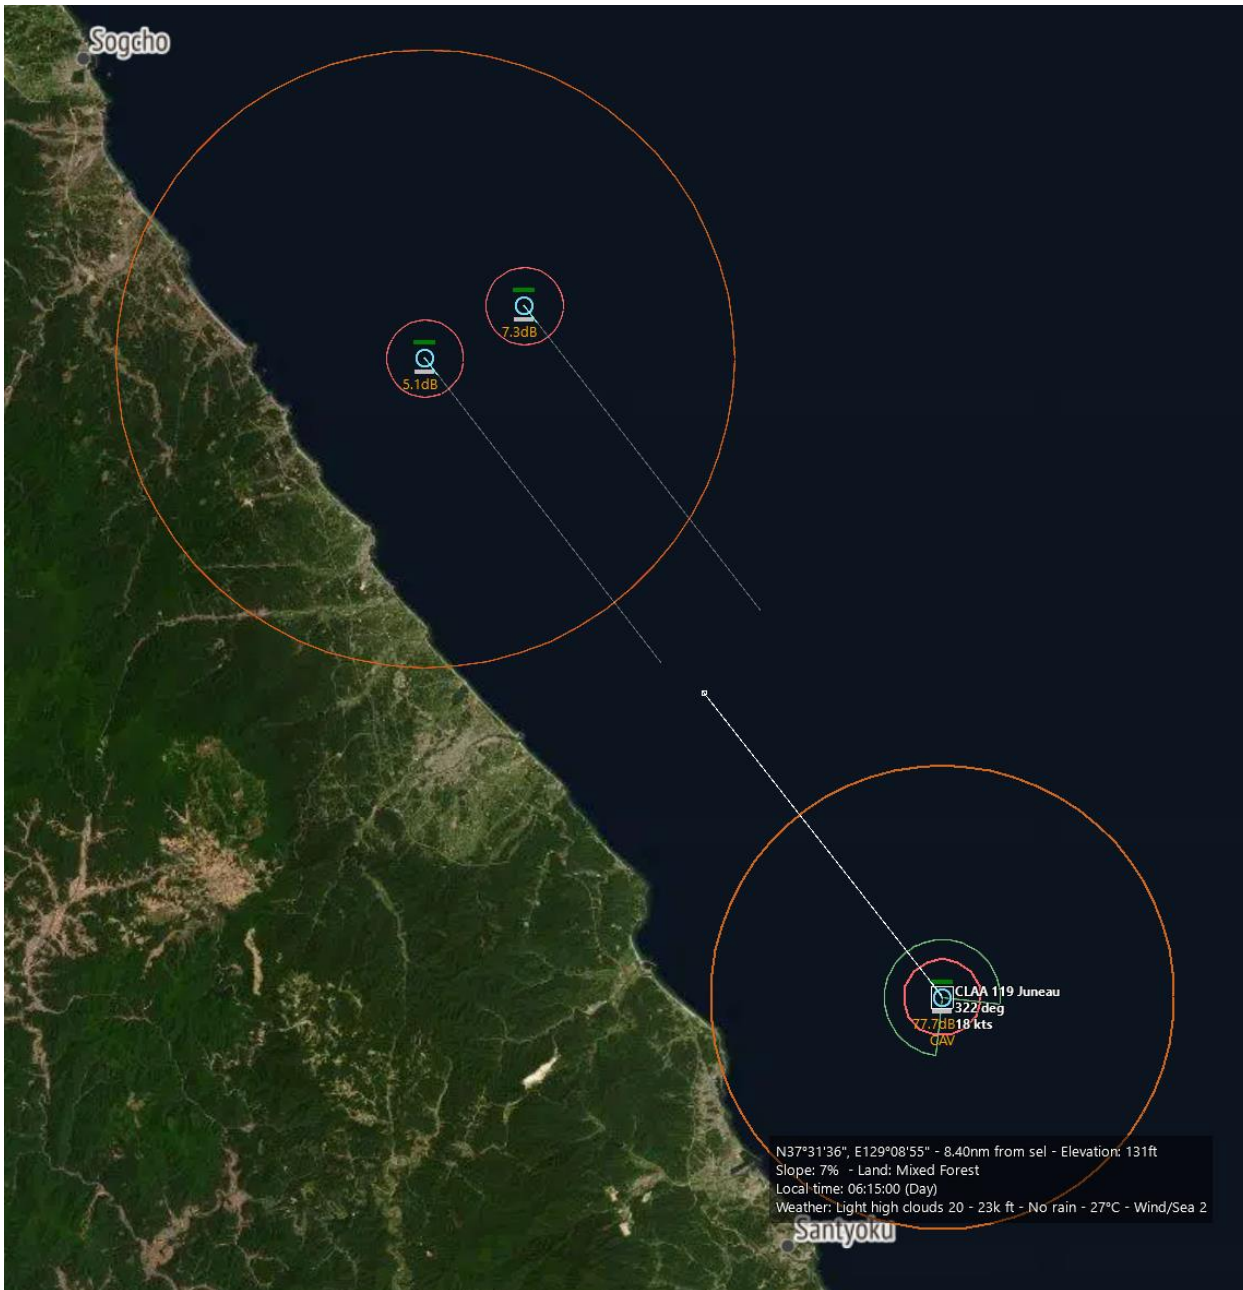 Sogcho
7.3dB
5.1dB
CLAA 119 Juneau
322 deg
77.7dB 18 kts
CAV
N37°31'36", E129°08'55" - 8.40nm from sel - Elevation: 131ft
Slope: 7% - Land: Mixed Forest
Local time: 06:15:00 (Day)
Weather: Light high clouds 20 - 23k ft - No rain - 27°C - Wind/Sea 2
Santyoku